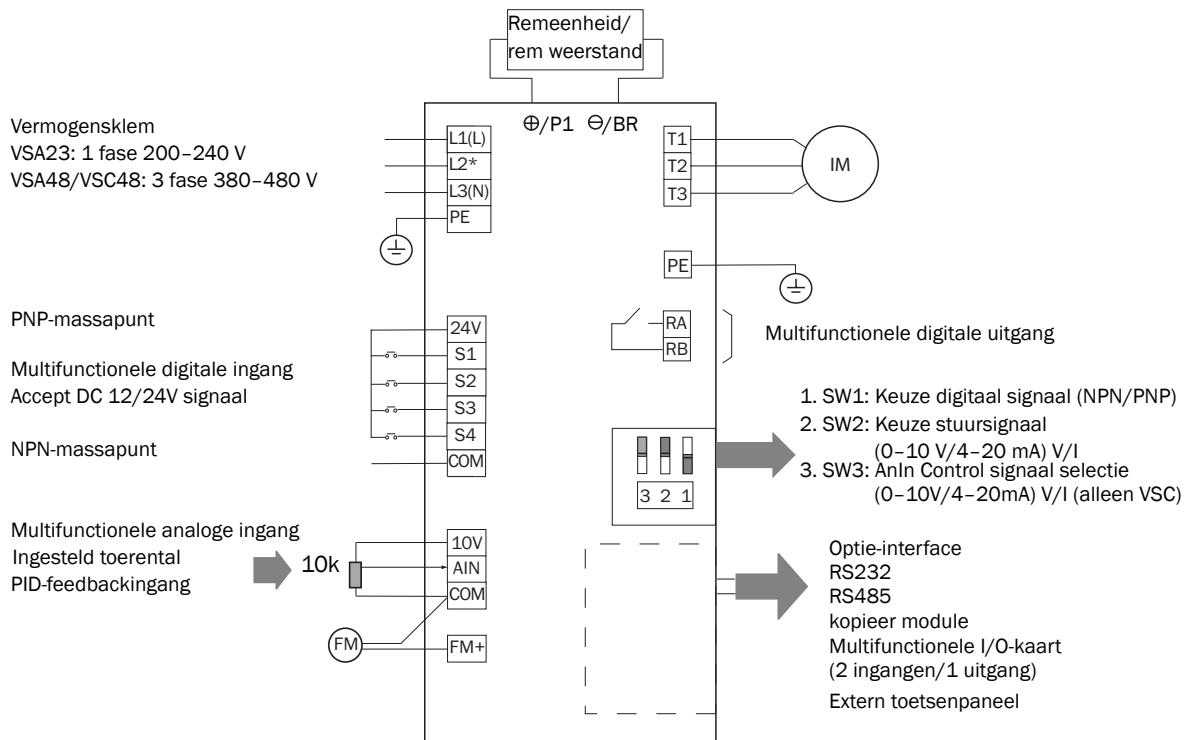 Remeenheid/
rem weerstand
⊕/P1 ⊖/BR
Vermogensklem
VSA23: 1 fase 200–240 V
VSA48/VSC48: 3 fase 380–480 V
L1(L)
L2*
L3(N)
PE
T1
T2
T3
IM
PE
PNP-massapunt
Multifunctionele digitale ingang
Accept DC 12/24V signaal
NPN-massapunt
24V
S1
S2
S3
S4
COM
RA
RB
Multifunctionele digitale uitgang
3 2 1
1. SW1: Keuze digitaal signaal (NPN/PNP)
2. SW2: Keuze stuursignaal
(0–10 V/4–20 mA) V/I
3. SW3: AnIn Control signaal selectie
(0–10V/4–20mA) V/I (alleen VSC)
Multifunctionele analoge ingang
Ingesteld toerental
PID-feedbackingang
10k
10V
AIN
COM
FM
FM+
Optie-interface
RS232
RS485
kopieer module
Multifunctionele I/O-kaart
(2 ingangen/1 uitgang)
Extern toetsenpaneel